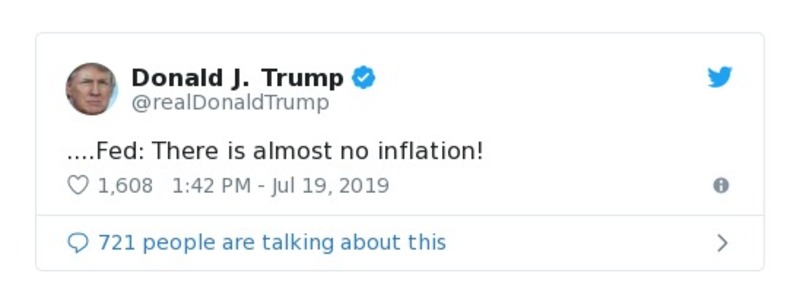 Donald J. Trump
@realDonaldTrump
....Fed: There is almost no inflation!
1,608 1:42 PM - Jul 19, 2019
721 people are talking about this